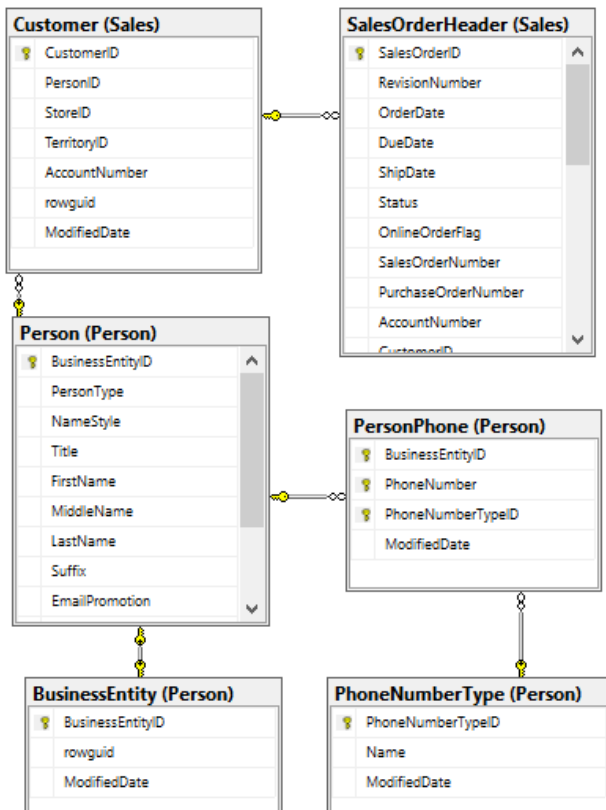 Customer (Sales)
CustomerID
PersonID
StoreID
TerritoryID
AccountNumber
rowguid
ModifiedDate
SalesOrderHeader (Sales)
SalesOrderID
RevisionNumber
OrderDate
DueDate
ShipDate
Status
OnlineOrderFlag
SalesOrderNumber
PurchaseOrderNumber
AccountNumber
CustomerID
Person (Person)
BusinessEntityID
PersonType
NameStyle
Title
FirstName
MiddleName
LastName
Suffix
EmailPromotion
PersonPhone (Person)
BusinessEntityID
PhoneNumber
PhoneNumberTypeID
ModifiedDate
BusinessEntity (Person)
BusinessEntityID
rowguid
ModifiedDate
PhoneNumberType (Person)
PhoneNumberTypeID
Name
ModifiedDate